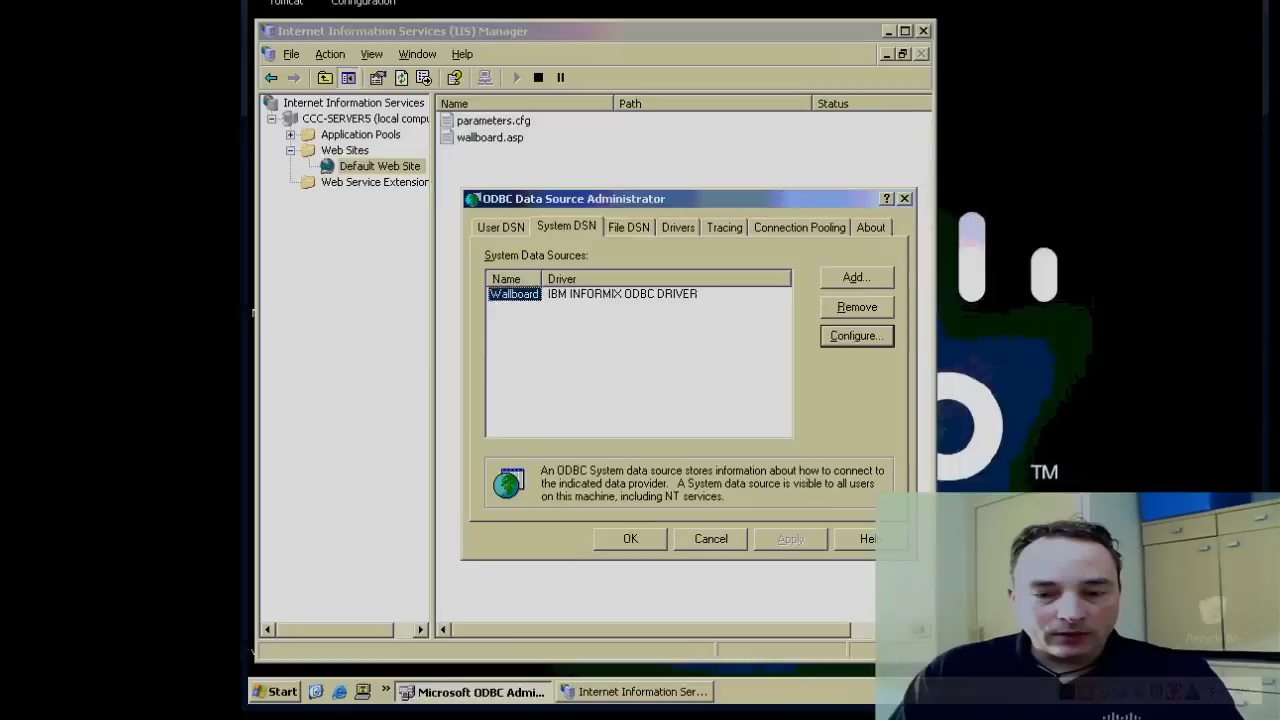 Tomcat Configuration
Internet Information Services (IIS) Manager
File Action View Window Help
Internet Information Services
CCC-SERVER5 (local compu
Application Pools
Web Sites
Default Web Site
Web Service Extension
Name Path Status
parameters.cfg
wallboard.asp
ODBC Data Source Administrator
User DSN System DSN File DSN Drivers Tracing Connection Pooling About
System Data Sources:
Name Driver
Wallboard IBM INFORMIX ODBC DRIVER
Add...
Remove
Configure...
An ODBC System data source stores information about how to connect to
the indicated data provider. A System data source is visible to all users
on this machine, including NT services.
OK Cancel Apply Hel
TM
Start Microsoft ODBC Admi... Internet Information Ser...